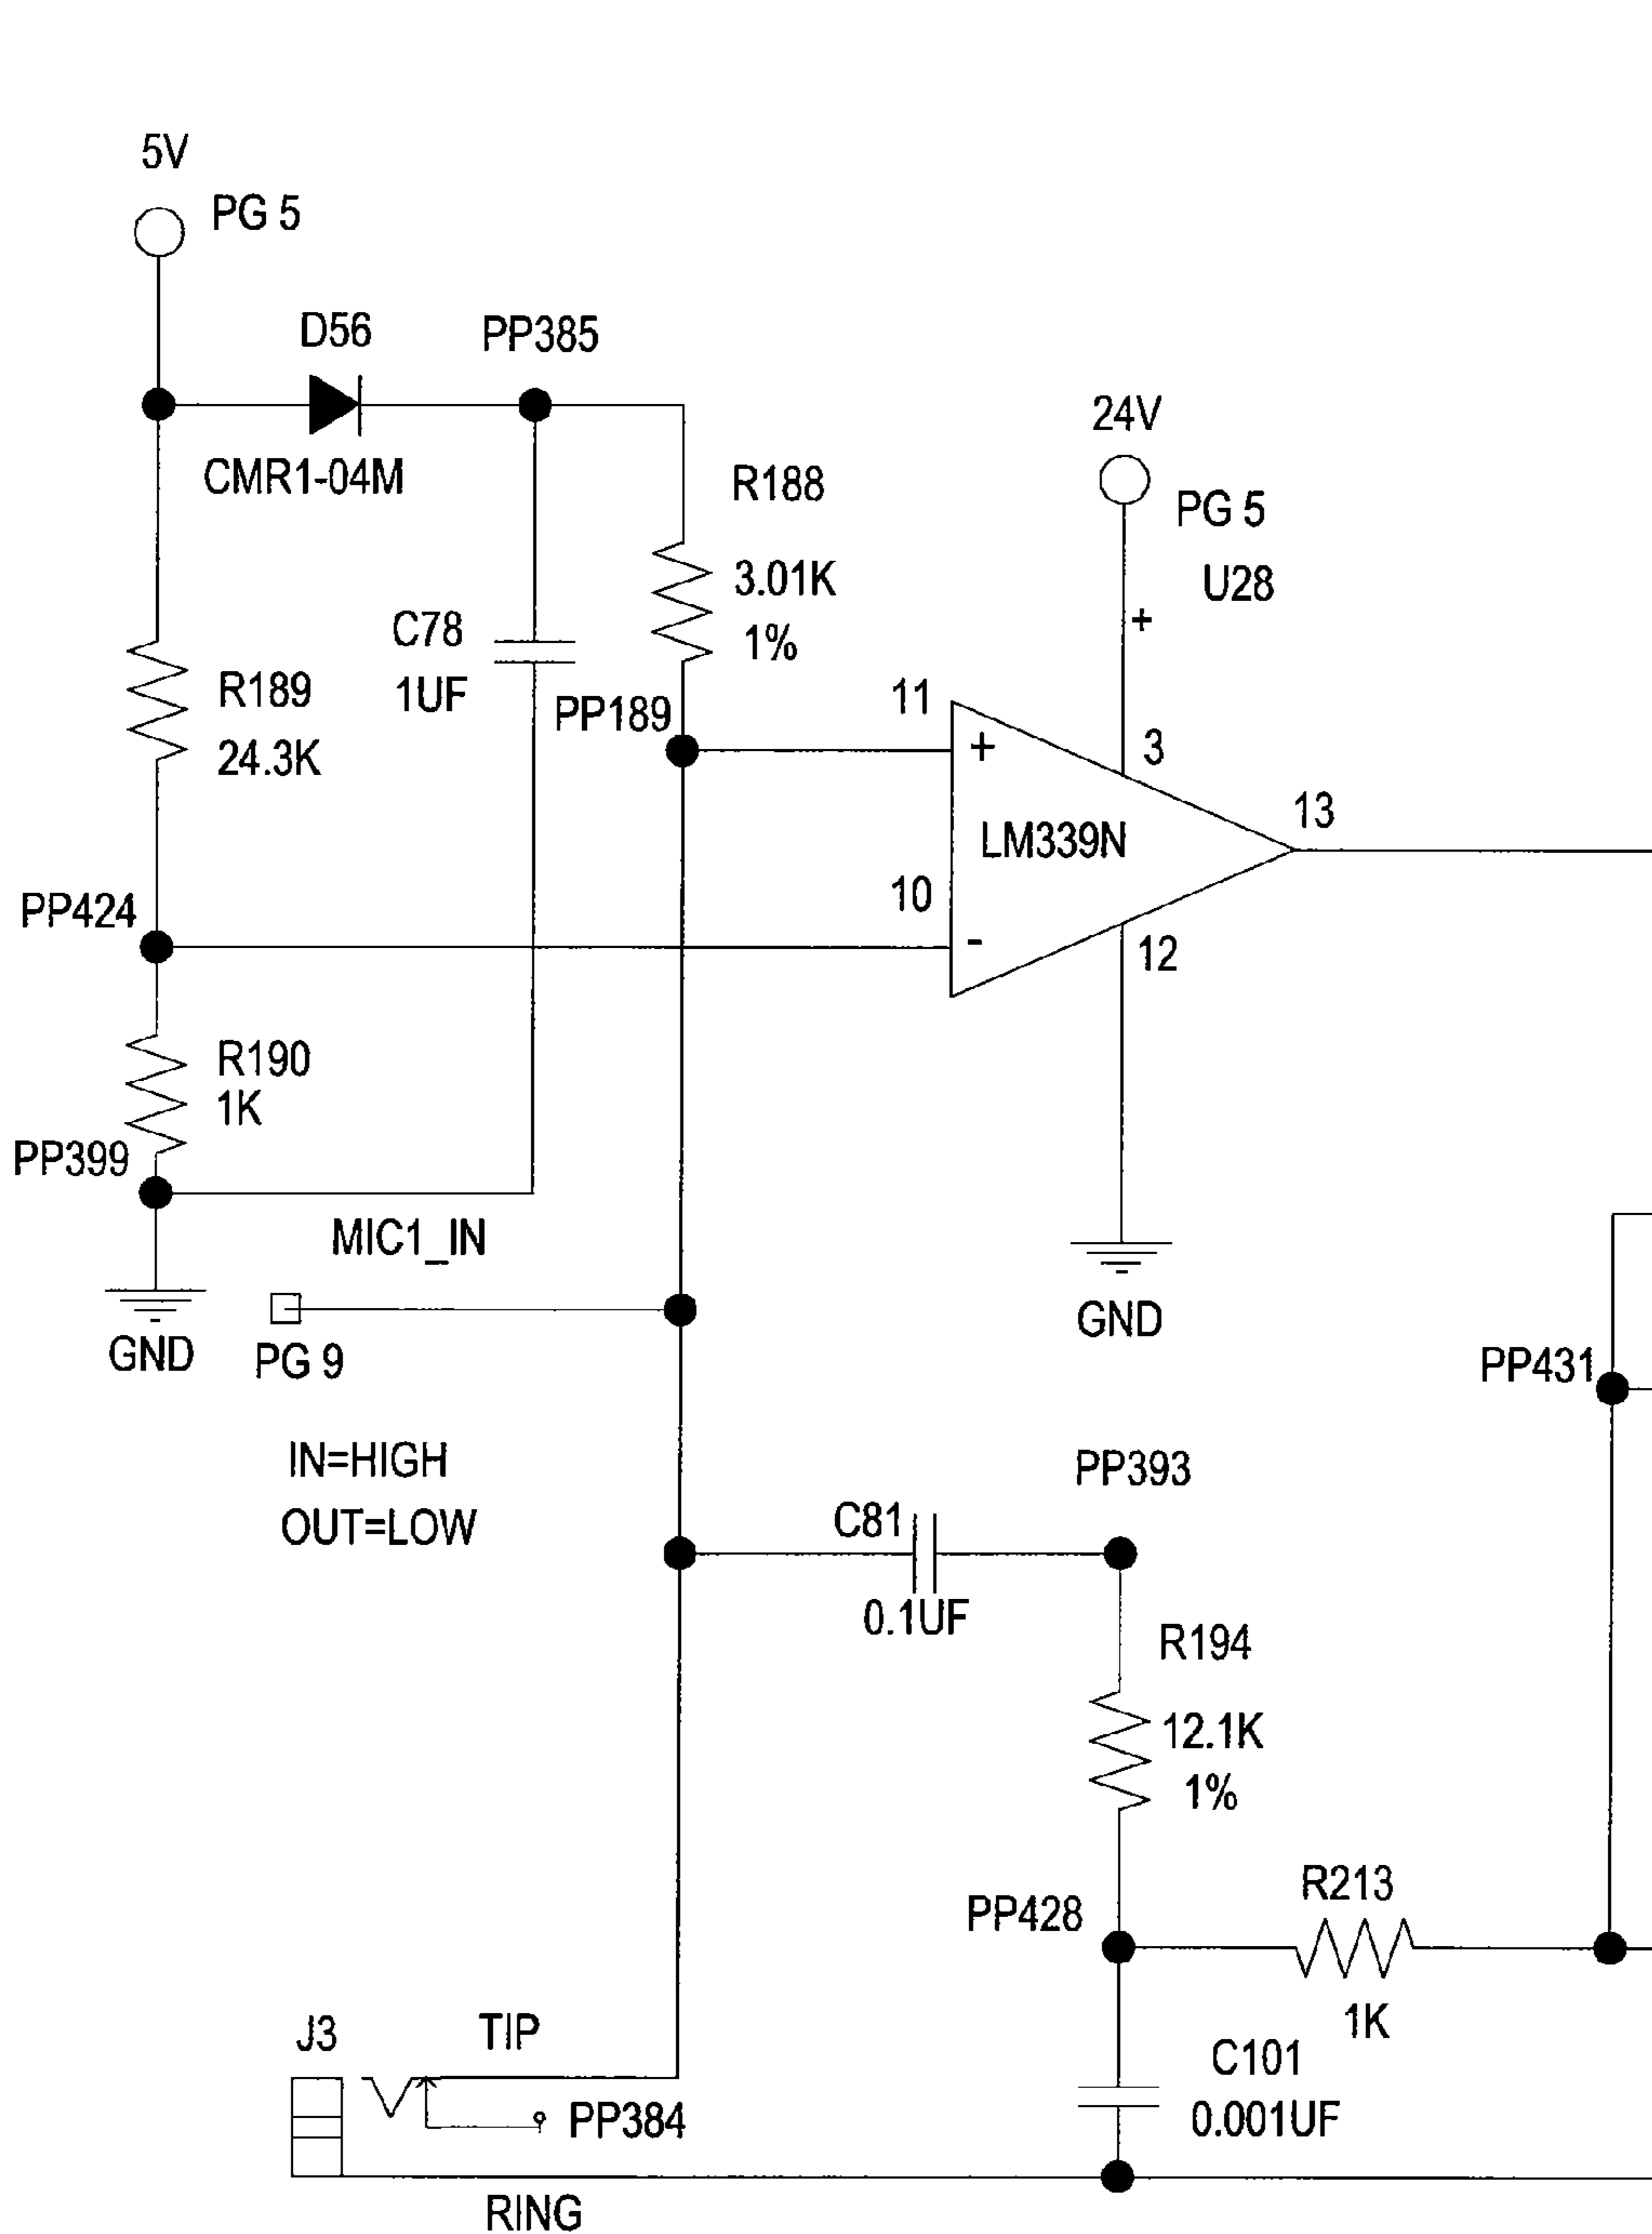 5V
PG 5
D56
PP385
CMR1-04M
24V
PG 5
U28
+
R188
3.01K
1%
C78
1UF
PP189
R189
24.3K
11
+
3
LM339N
13
10
-
12
PP424
R190
1K
PP399
MIC1_IN
GND
PG 9
GND
PP431
IN=HIGH
OUT=LOW
PP393
C81
0.1UF
R194
12.1K
1%
R213
PP428
1K
J3
TIP
C101
0.001UF
PP384
RING